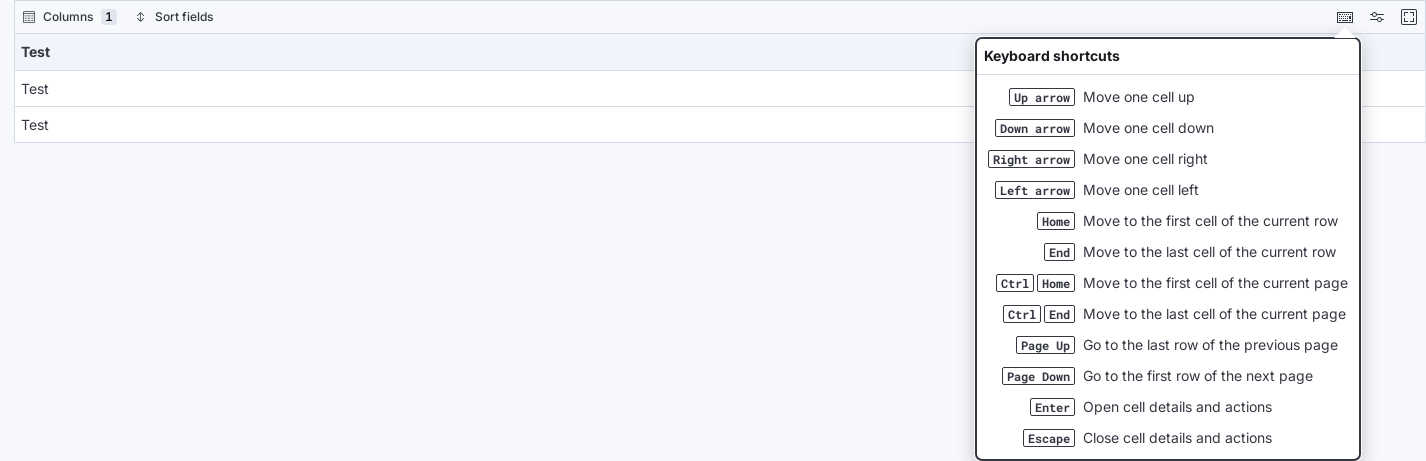 Columns 1 Sort fields
Test
Test
Test
Keyboard shortcuts
Up arrow Move one cell up
Down arrow Move one cell down
Right arrow Move one cell right
Left arrow Move one cell left
Home Move to the first cell of the current row
End Move to the last cell of the current row
Ctrl Home Move to the first cell of the current page
Ctrl End Move to the last cell of the current page
Page Up Go to the last row of the previous page
Page Down Go to the first row of the next page
Enter Open cell details and actions
Escape Close cell details and actions